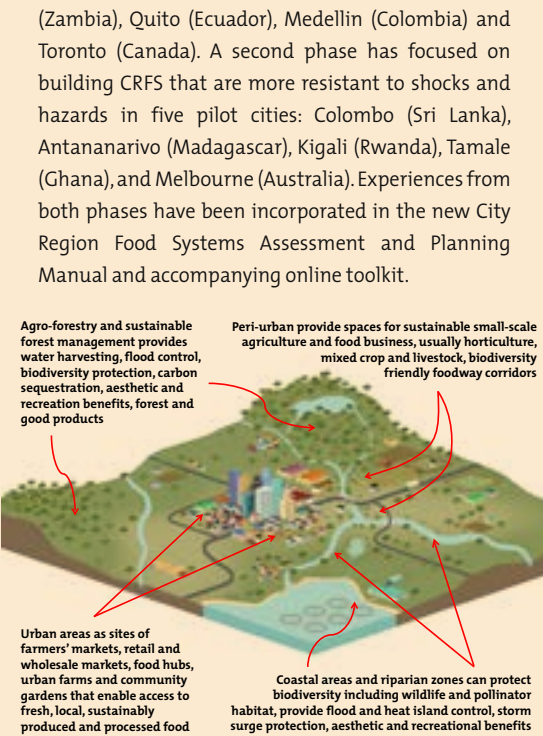 (Zambia), Quito (Ecuador), Medellin (Colombia) and
Toronto (Canada). A second phase has focused on
building CRFS that are more resistant to shocks and
hazards in five pilot cities: Colombo (Sri Lanka),
Antananarivo (Madagascar), Kigali (Rwanda), Tamale
(Ghana), and Melbourne (Australia). Experiences from
both phases have been incorporated in the new City
Region Food Systems Assessment and Planning
Manual and accompanying online toolkit.
Agro-forestry and sustainable
forest management provides
water harvesting, flood control,
biodiversity protection, carbon
sequestration, aesthetic and
recreation benefits, forest and
good products
Peri-urban provide spaces for sustainable small-scale
agriculture and food business, usually horticulture,
mixed crop and livestock, biodiversity
friendly foodway corridors
Urban areas as sites of
farmers' markets, retail and
wholesale markets, food hubs,
urban farms and community
gardens that enable access to
fresh, local, sustainably
produced and processed food
Coastal areas and riparian zones can protect
biodiversity including wildlife and pollinator
habitat, provide flood and heat island control, storm
surge protection, aesthetic and recreational benefits